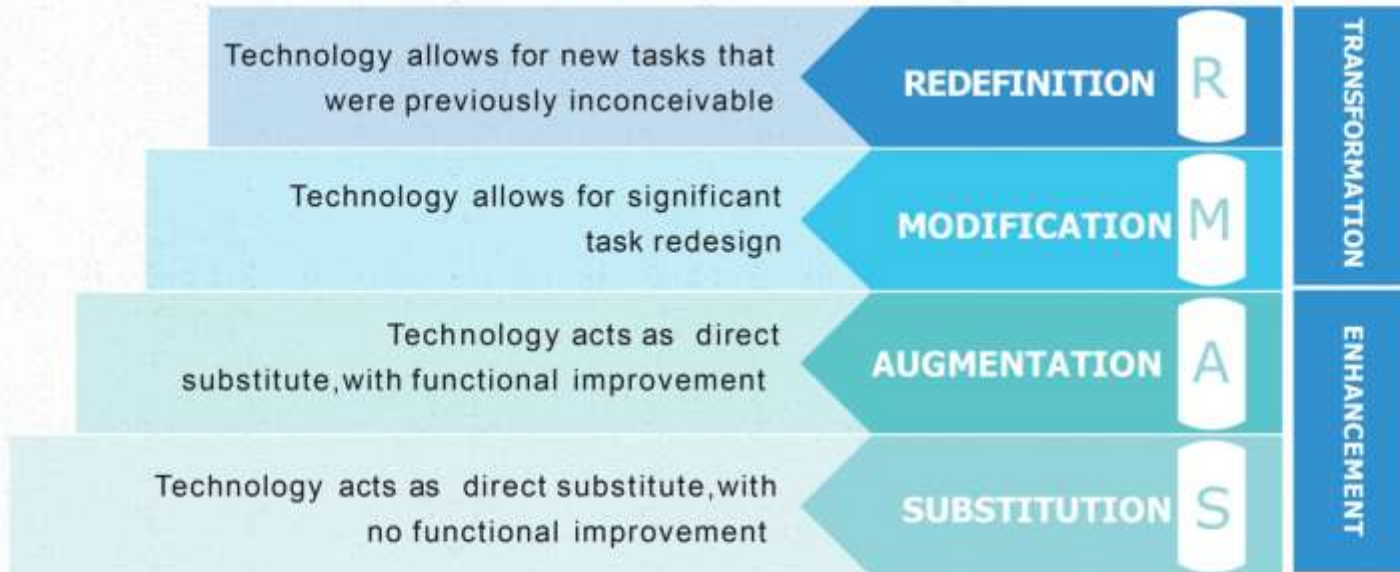 Technology allows for new tasks that
were previously inconceivable
REDEFINITION
R
Technology allows for significant
task redesign
MODIFICATION
M
TRANSFORMATION
Technology acts as direct
substitute,with functional improvement
AUGMENTATION
A
Technology acts as direct substitute,with
no functional improvement
SUBSTITUTION
S
ENHANCEMENT